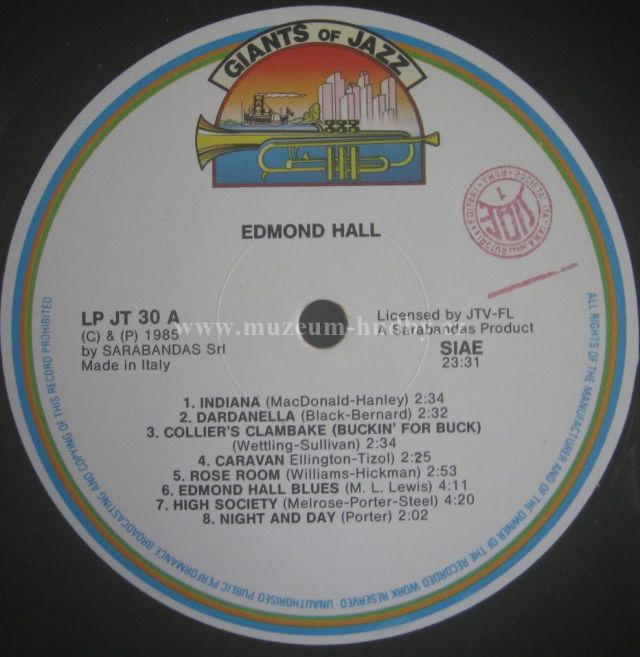 GIANTS OF JAZZ
EDMOND HALL
LP JT 30 A
(C) & (P) 1985
by SARABANDAS Srl
Made in Italy
Licensed by JTV-FL
A Sarabandas Product
SIAE
23:31
1. INDIANA (MacDonald-Hanley) 2:34
2. DARDANELLA (Black-Bernard) 2:32
3. COLLIER'S CLAMBAKE (BUCKIN' FOR BUCK)
(Wettling-Sullivan) 2:34
4. CARAVAN Ellington-Tizol) 2:25
5. ROSE ROOM (Williams-Hickman) 2:53
6. EDMOND HALL BLUES (M. L. Lewis) 4:11
7. HIGH SOCIETY (Melrose-Porter-Steel) 4:20
8. NIGHT AND DAY (Porter) 2:02
ALL RIGHTS OF THE MANUFACTURER AND OF THE OWNER OF THE RECORDED WORK RESERVED · UNAUTHORISED PUBLIC PERFORMANCE BROADCASTING AND COPYING OF THIS RECORD PROHIBITED
SIAE